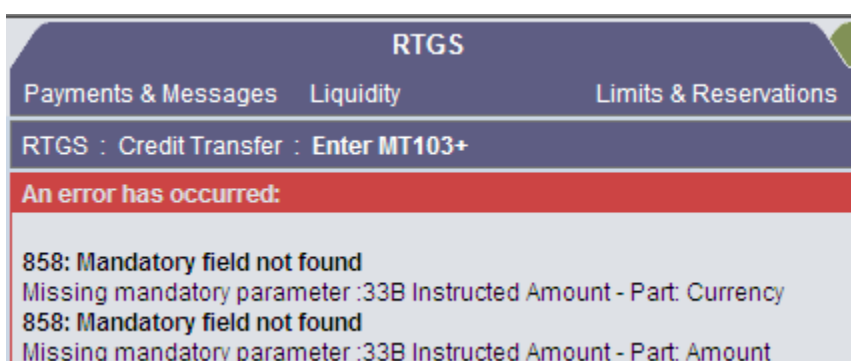 RTGS
Payments & Messages Liquidity Limits & Reservations
RTGS : Credit Transfer : Enter MT103+
An error has occurred:
858: Mandatory field not found
Missing mandatory parameter :33B Instructed Amount - Part: Currency
858: Mandatory field not found
Missing mandatory parameter :33B Instructed Amount - Part: Amount